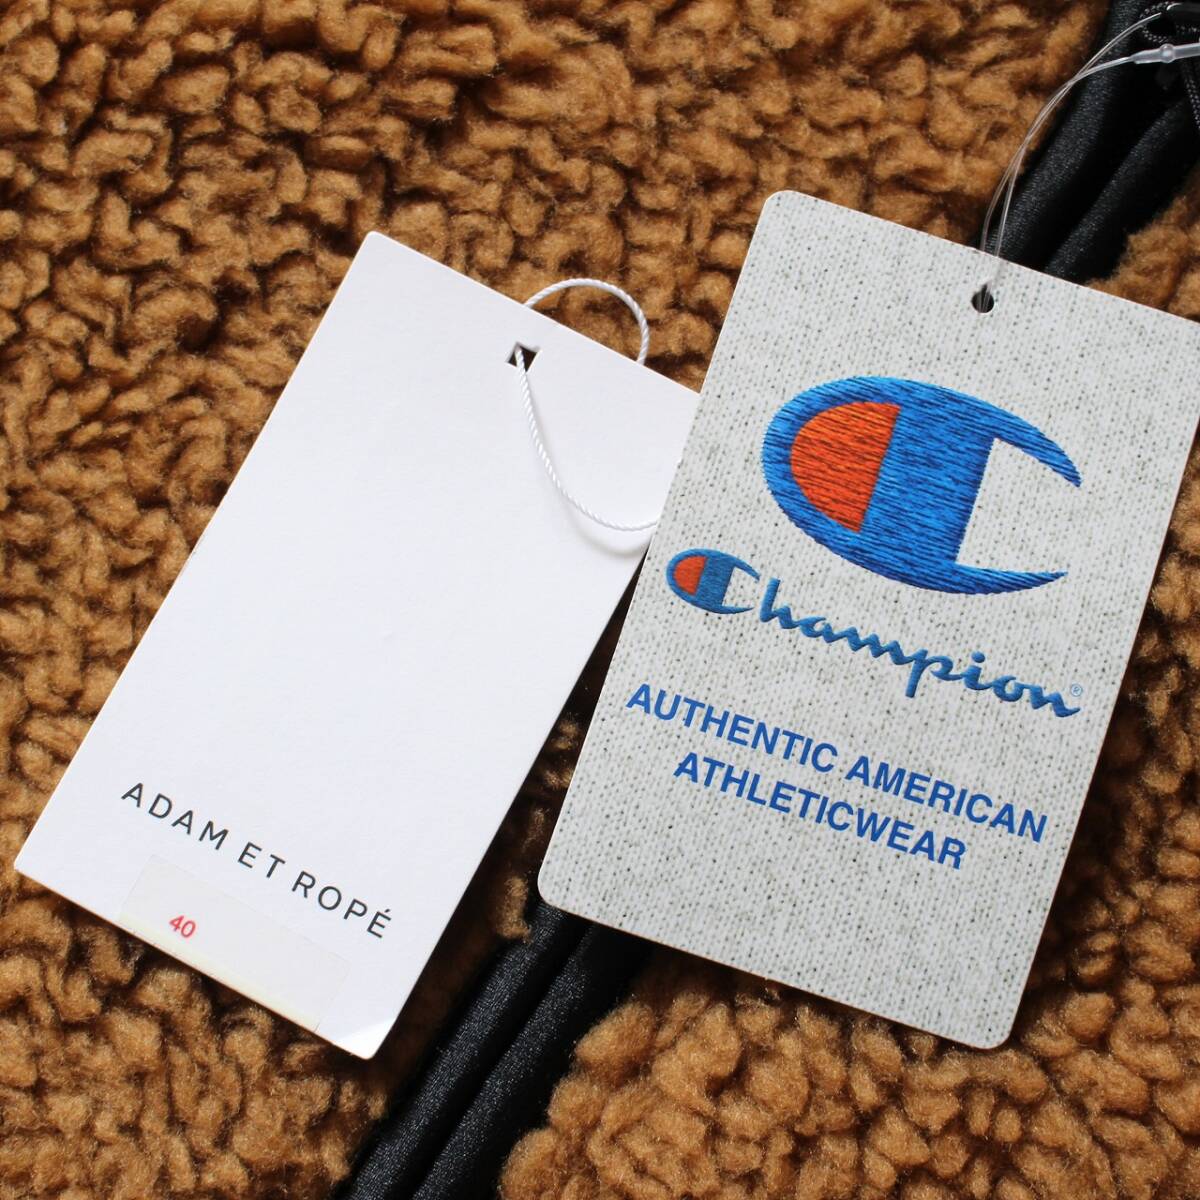 ADAM ET ROPÉ
40
Champion®
AUTHENTIC AMERICAN
ATHLETICWEAR